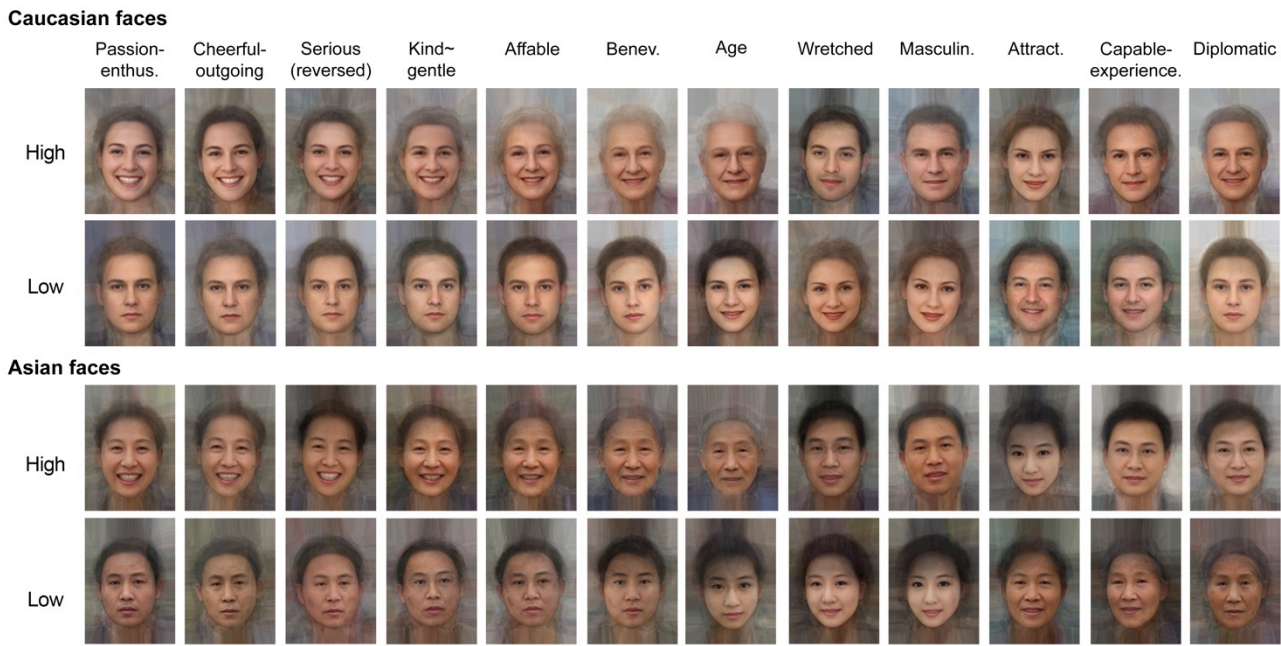 Caucasian faces
Passion- Cheerful- Serious Kind~ Affable Benev. Age Wretched Masculin. Attract. Capable- Diplomatic
enthus. outgoing (reversed) gentle experience.
High
Low
Asian faces
High
Low